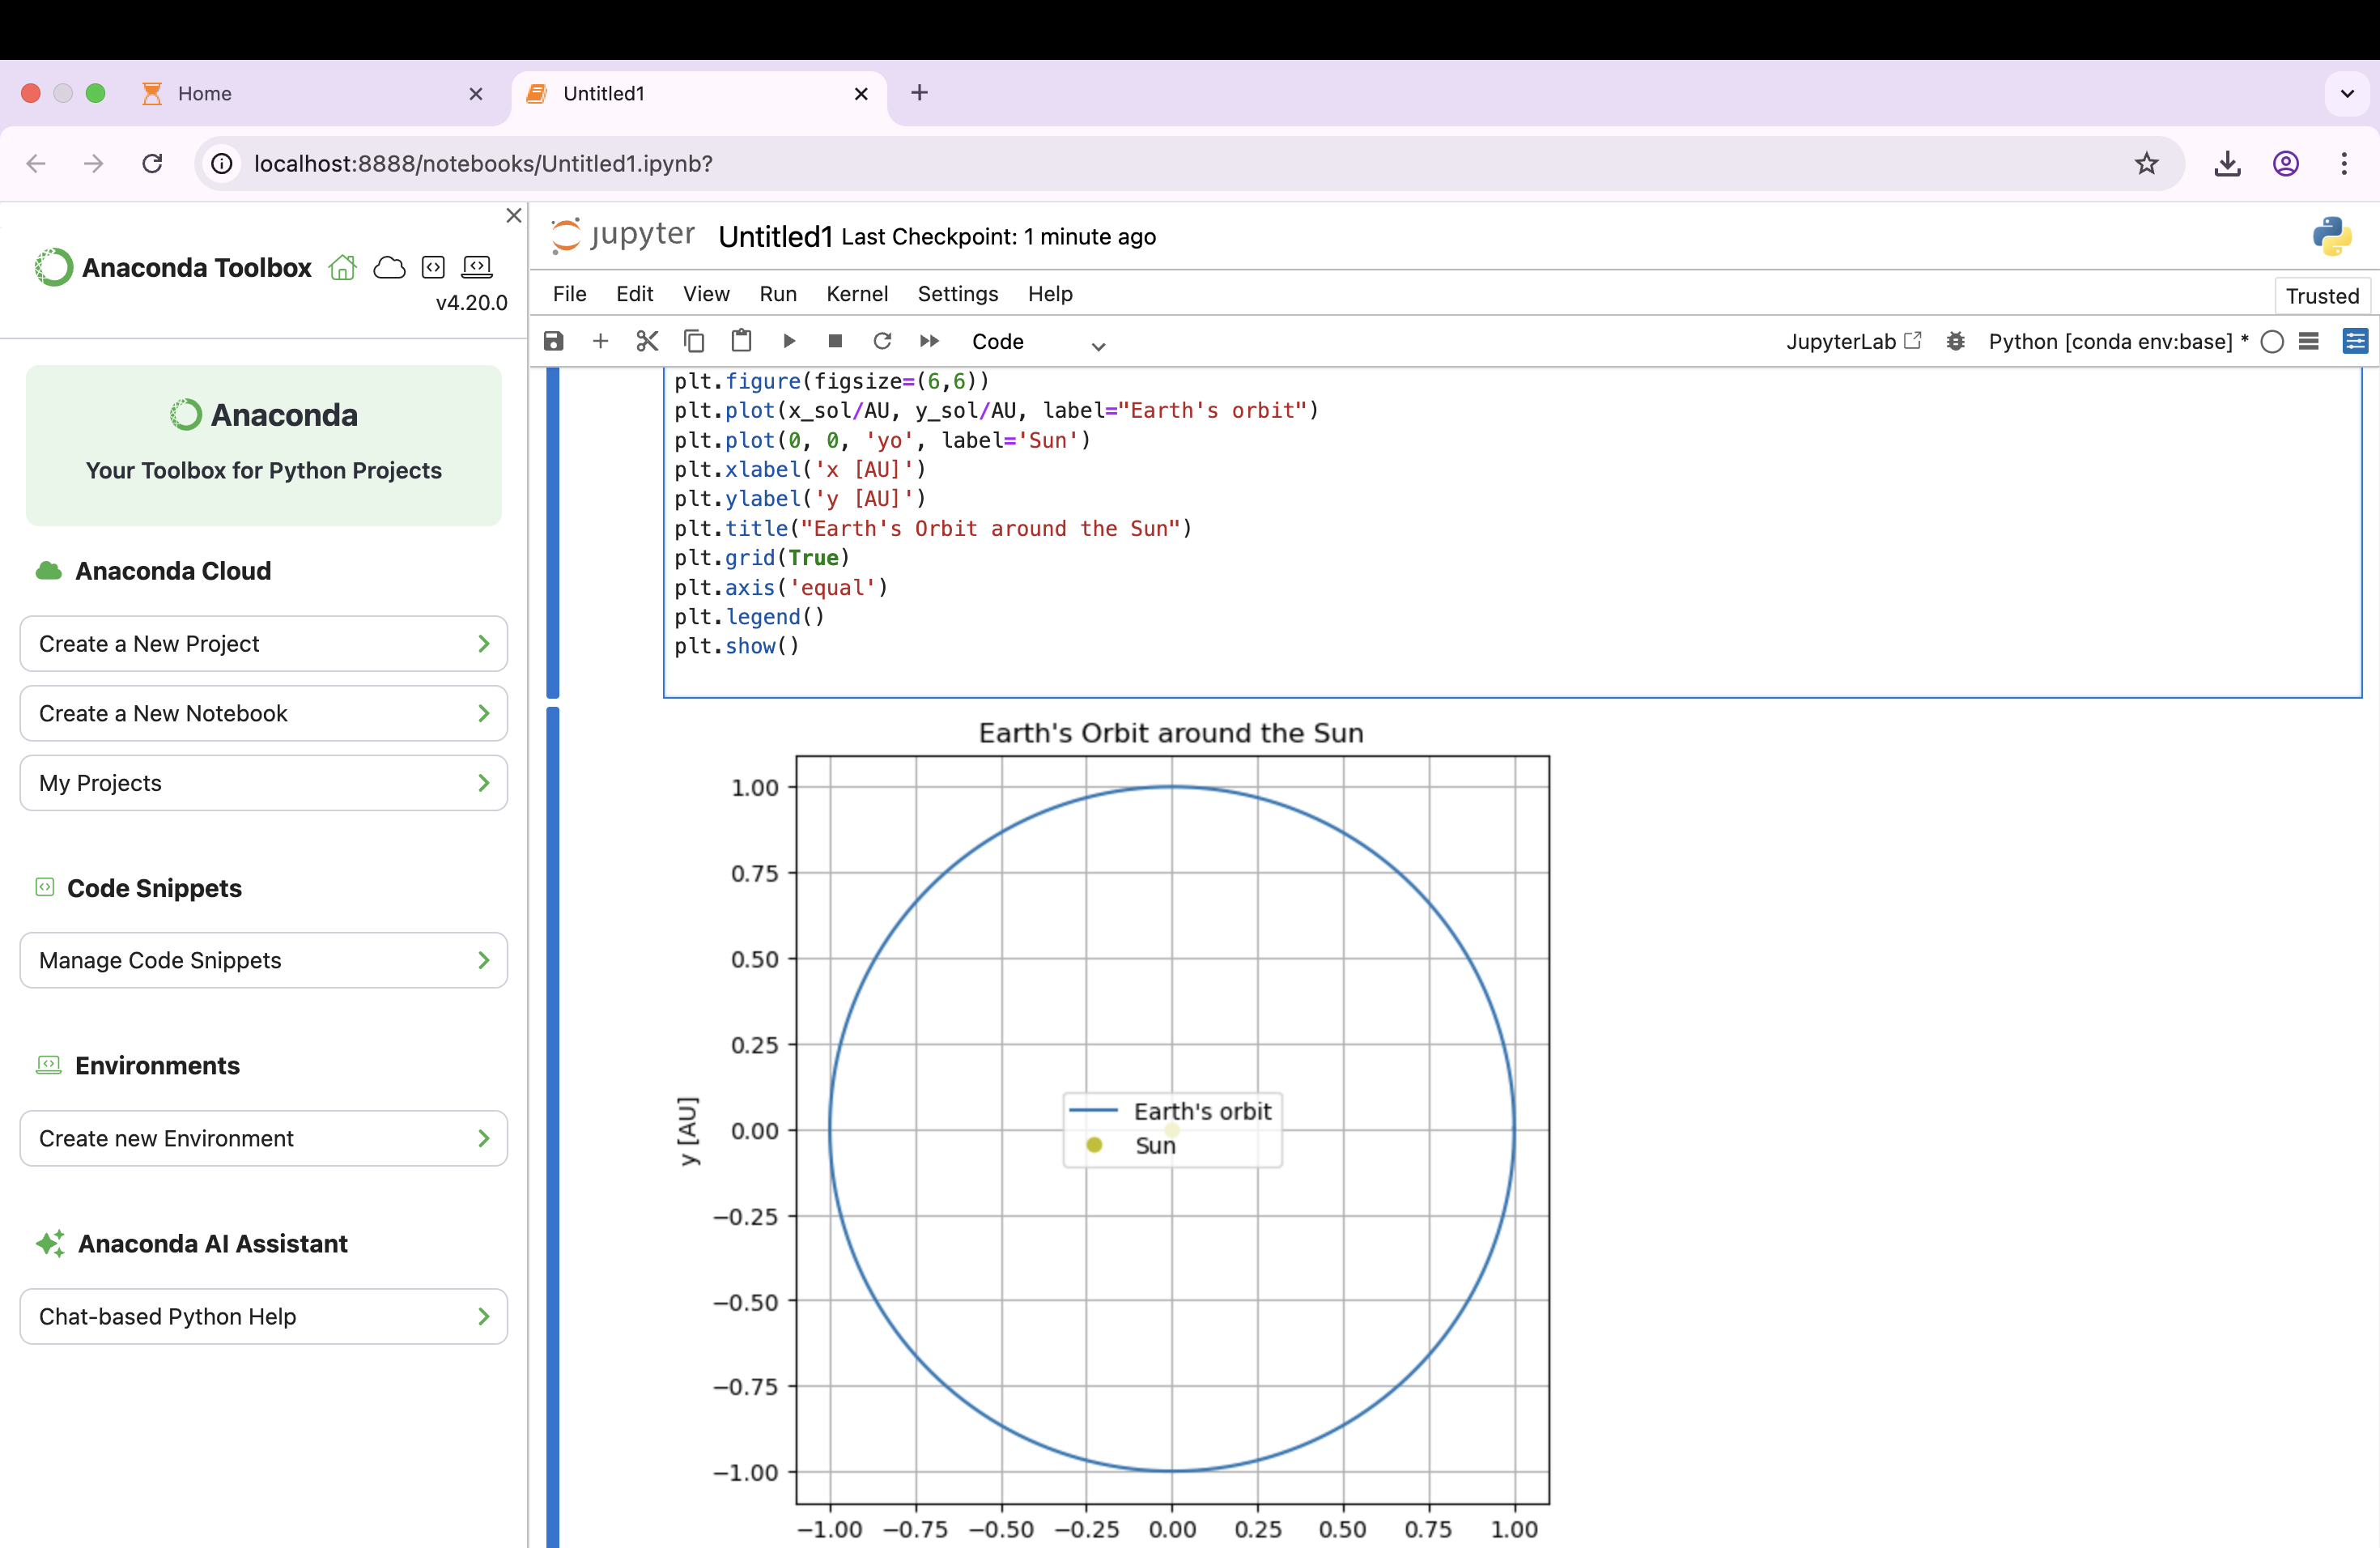 Home
Untitled1
localhost:8888/notebooks/Untitled1.ipynb?
Anaconda Toolbox
v4.20.0
Anaconda
Your Toolbox for Python Projects
Anaconda Cloud
Create a New Project
Create a New Notebook
My Projects
Code Snippets
Manage Code Snippets
Environments
Create new Environment
Anaconda AI Assistant
Chat-based Python Help
jupyter Untitled1 Last Checkpoint: 1 minute ago
File Edit View Run Kernel Settings Help
Trusted
Code JupyterLab Python [conda env:base] *
plt.figure(figsize=(6,6))
plt.plot(x_sol/AU, y_sol/AU, label="Earth's orbit")
plt.plot(0, 0, 'yo', label='Sun')
plt.xlabel('x [AU]')
plt.ylabel('y [AU]')
plt.title("Earth's Orbit around the Sun")
plt.grid(True)
plt.axis('equal')
plt.legend()
plt.show()
Earth's Orbit around the Sun
1.00
0.75
0.50
0.25
0.00
−0.25
−0.50
−0.75
−1.00
y [AU]
Earth's orbit
Sun
−1.00 −0.75 −0.50 −0.25 0.00 0.25 0.50 0.75 1.00